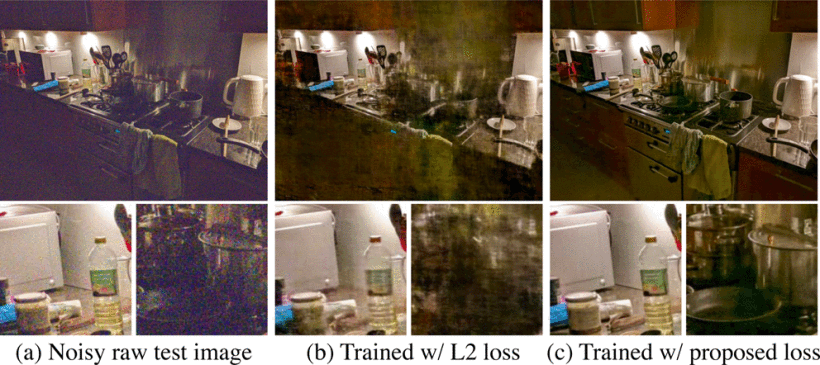 (a) Noisy raw test image
(b) Trained w/ L2 loss
(c) Trained w/ proposed loss